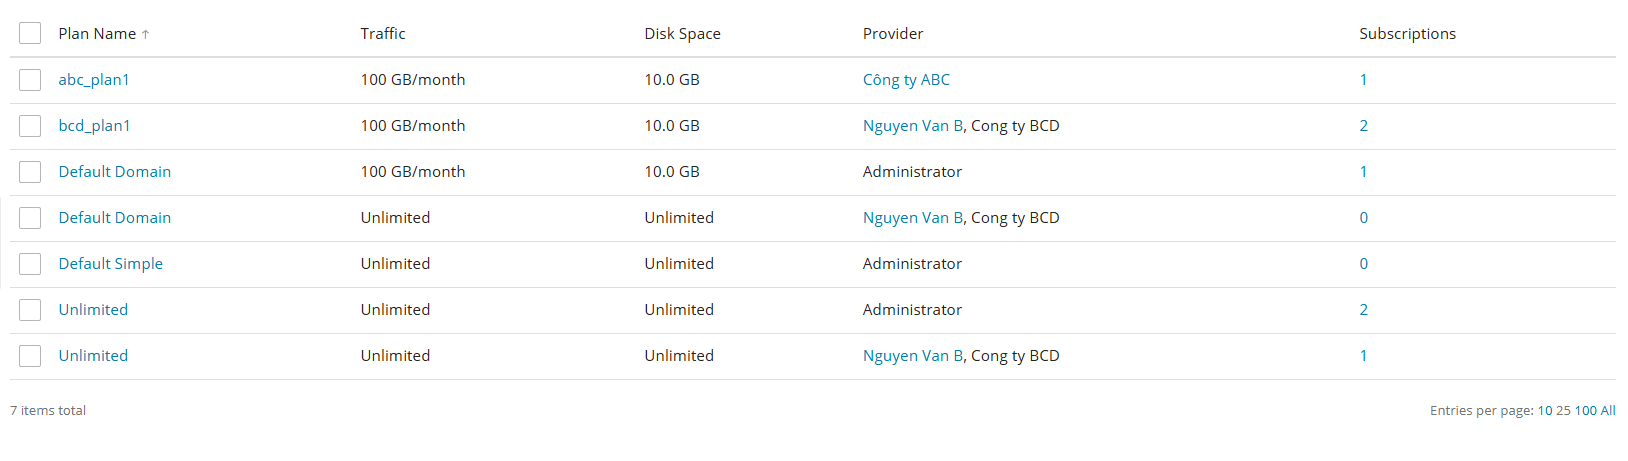 Plan Name ↑ Traffic Disk Space Provider Subscriptions
abc_plan1 100 GB/month 10.0 GB Công ty ABC 1
bcd_plan1 100 GB/month 10.0 GB Nguyen Van B, Cong ty BCD 2
Default Domain 100 GB/month 10.0 GB Administrator 1
Default Domain Unlimited Unlimited Nguyen Van B, Cong ty BCD 0
Default Simple Unlimited Unlimited Administrator 0
Unlimited Unlimited Unlimited Administrator 2
Unlimited Unlimited Unlimited Nguyen Van B, Cong ty BCD 1
7 items total Entries per page: 10 25 100 All